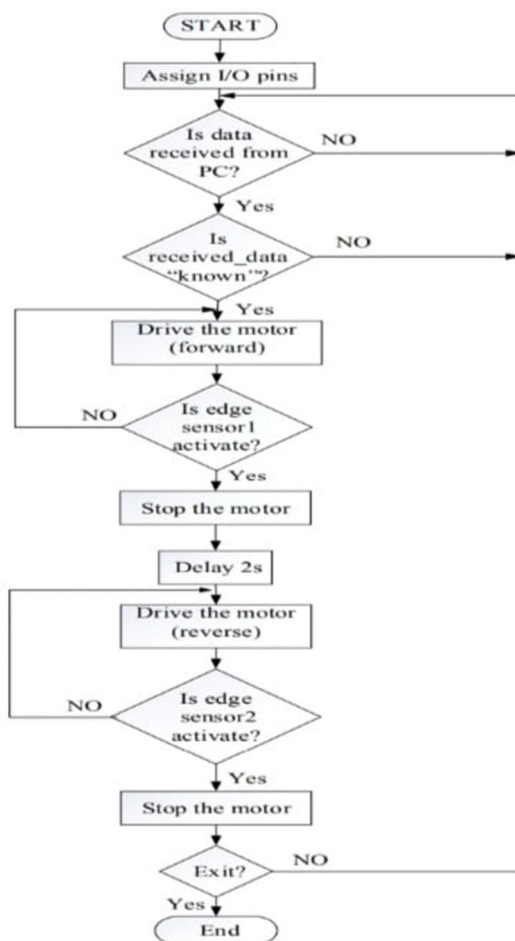 START
Assign I/O pins
Is data
received from
PC?
NO
Yes
Is
received_data
“known”?
NO
Yes
Drive the motor
(forward)
Is edge
sensor1
activate?
NO
Yes
Stop the motor
Delay 2s
Drive the motor
(reverse)
Is edge
sensor2
activate?
NO
Yes
Stop the motor
Exit?
NO
Yes
End